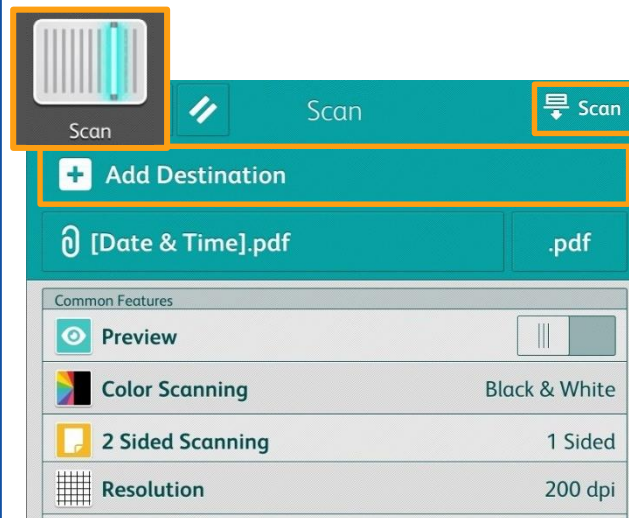 Scan
Scan
Scan
Add Destination
[Date & Time].pdf
.pdf
Common Features
Preview
Color Scanning
Black & White
2 Sided Scanning
1 Sided
Resolution
200 dpi